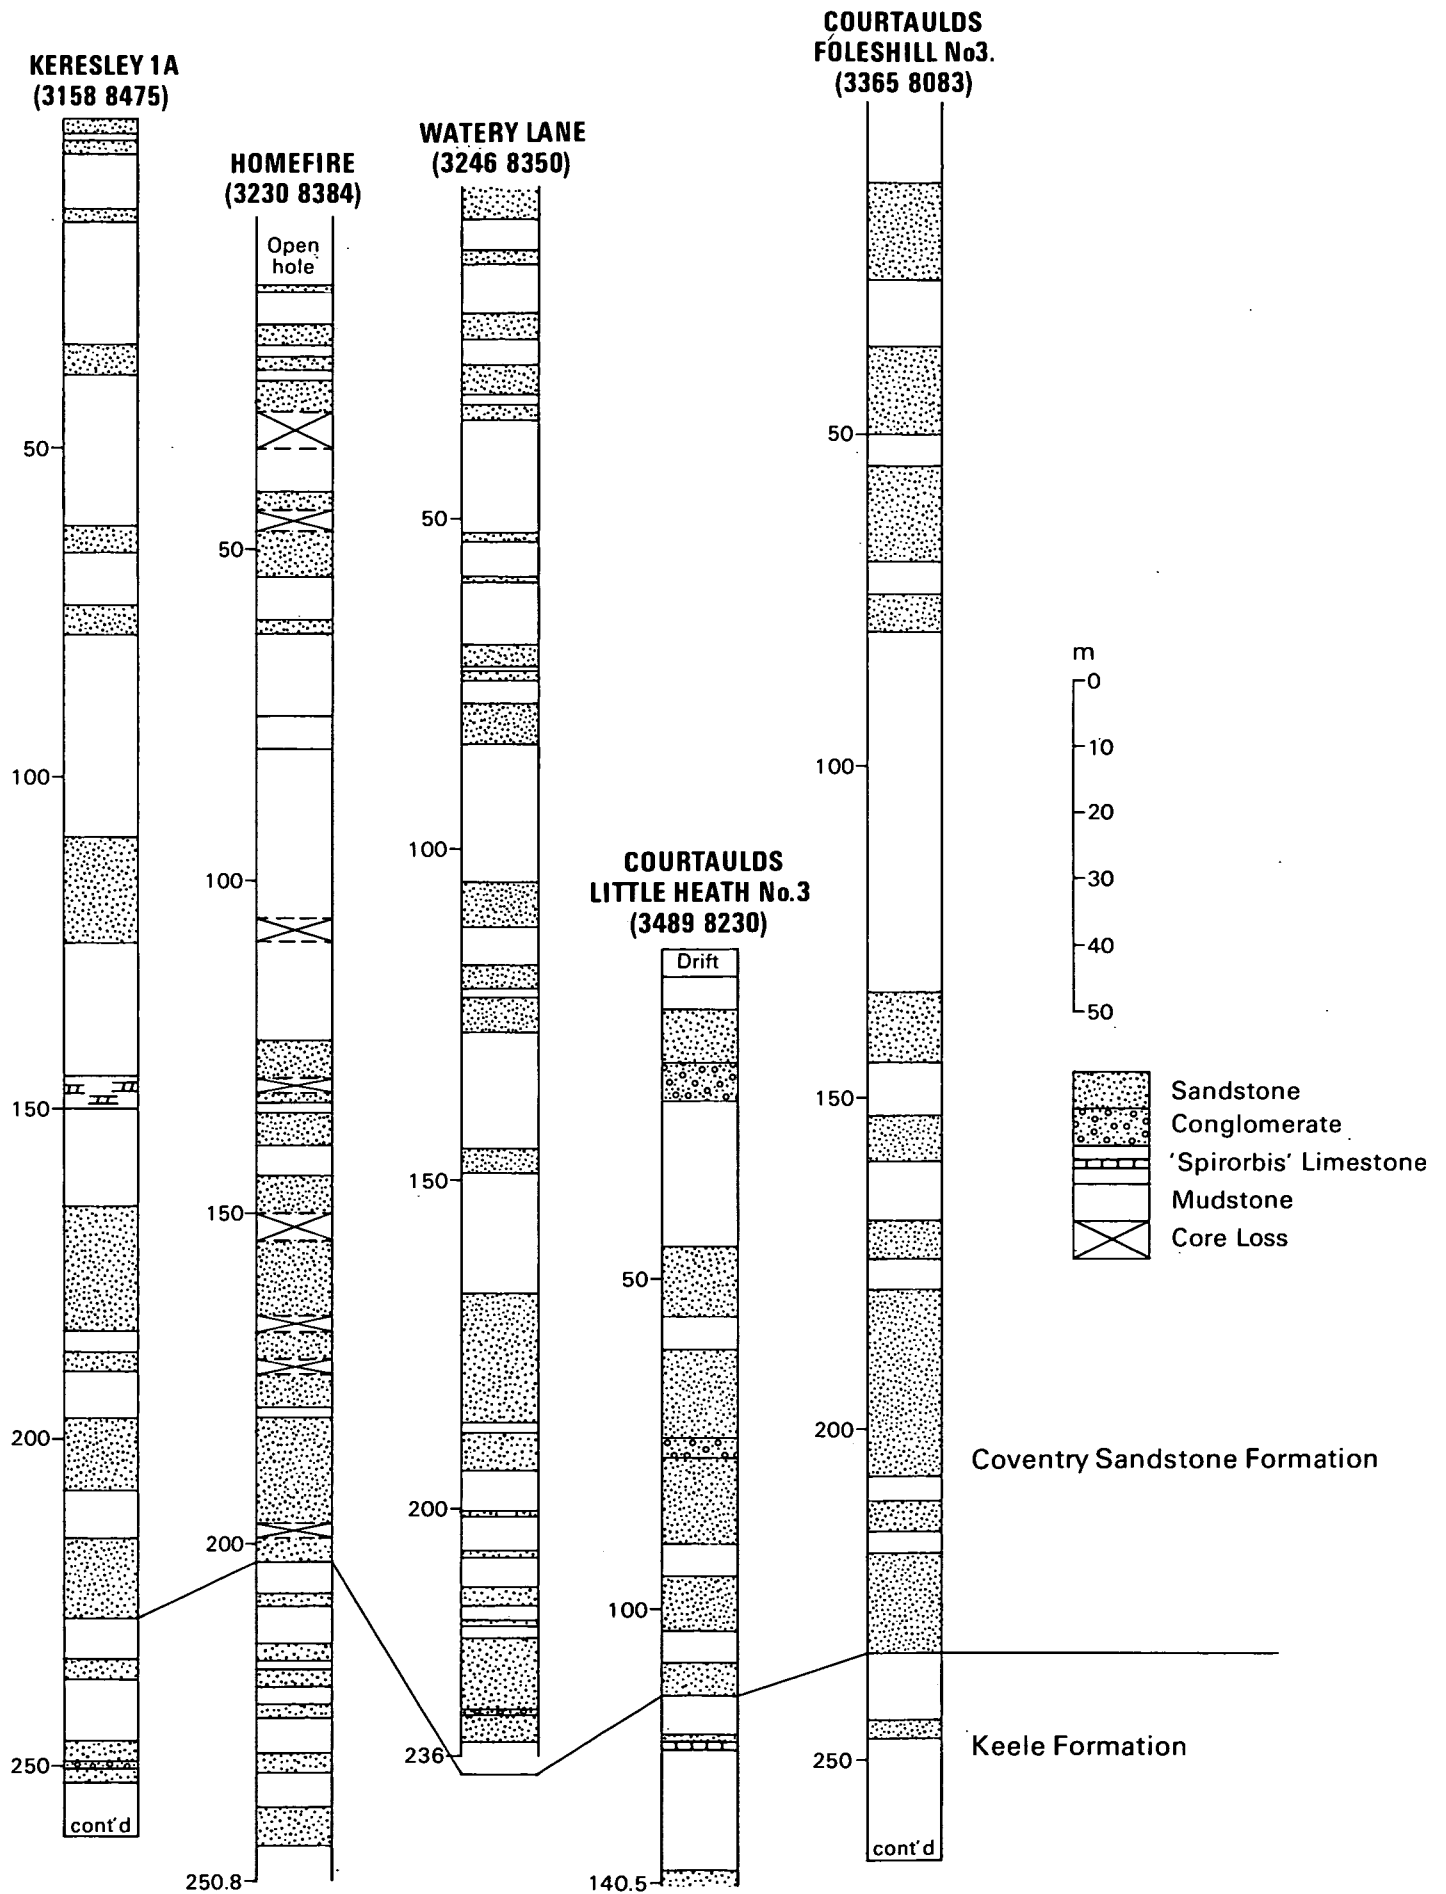 KERESLEY 1A
(3158 8475)
50
100
150
200
250
cont'd
HOMEFIRE
(3230 8384)
Open
hole
50
100
150
200
250.8
WATERY LANE
(3246 8350)
50
100
150
200
236
COURTAULDS
LITTLE HEATH No.3
(3489 8230)
Drift
50
100
140.5
COURTAULDS
FOLESHILL No3.
(3365 8083)
50
100
150
200
250
cont'd
m
0
10
20
30
40
50
Sandstone
Conglomerate
'Spirorbis' Limestone
Mudstone
Core Loss
Coventry Sandstone Formation
Keele Formation